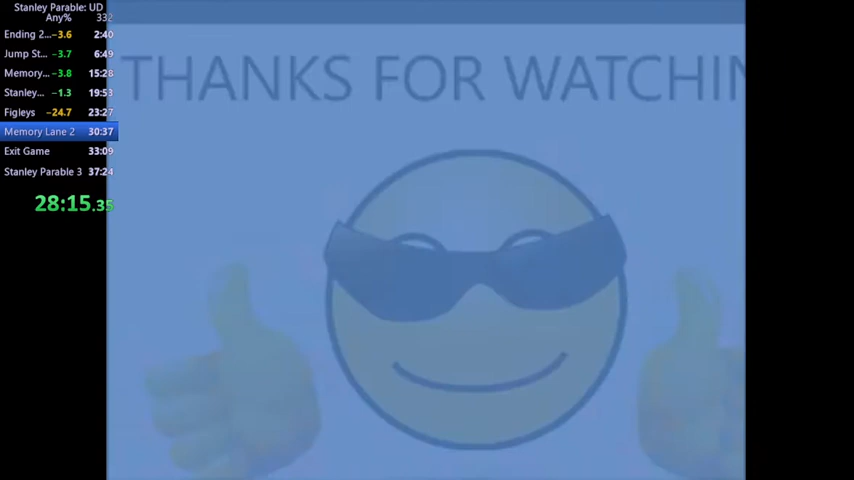 Stanley Parable: UD
Any% 332
Ending 2... -3.6 2:40
Jump St... -3.7 6:49
Memory... -3.8 15:28
Stanley... -1.3 19:53
Figleys -24.7 23:27
Memory Lane 2 30:37
Exit Game 33:09
Stanley Parable 3 37:24
28:15.35
THANKS FOR WATCHIN